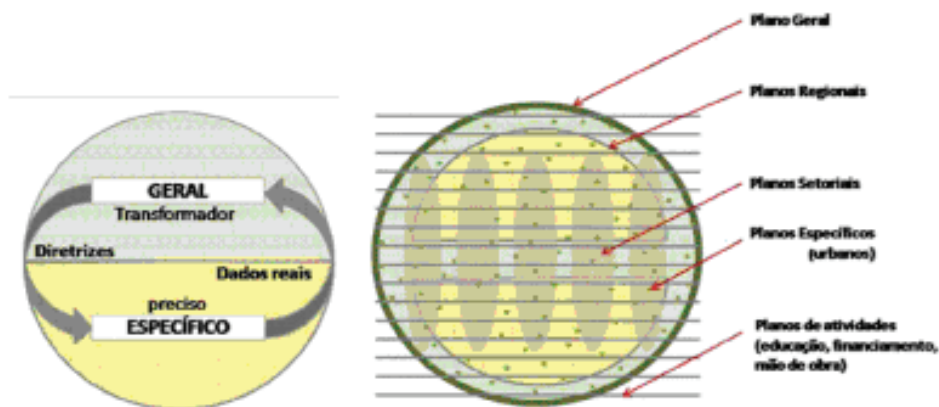 GERAL
Transformador
Diretrizes
Dados reais
preciso
ESPECÍFICO
Plano Geral
Planos Regionais
Planos Setoriais
Planos Específicos
(urbanos)
Planos de atividades
(educação, financiamento,
mão de obra)